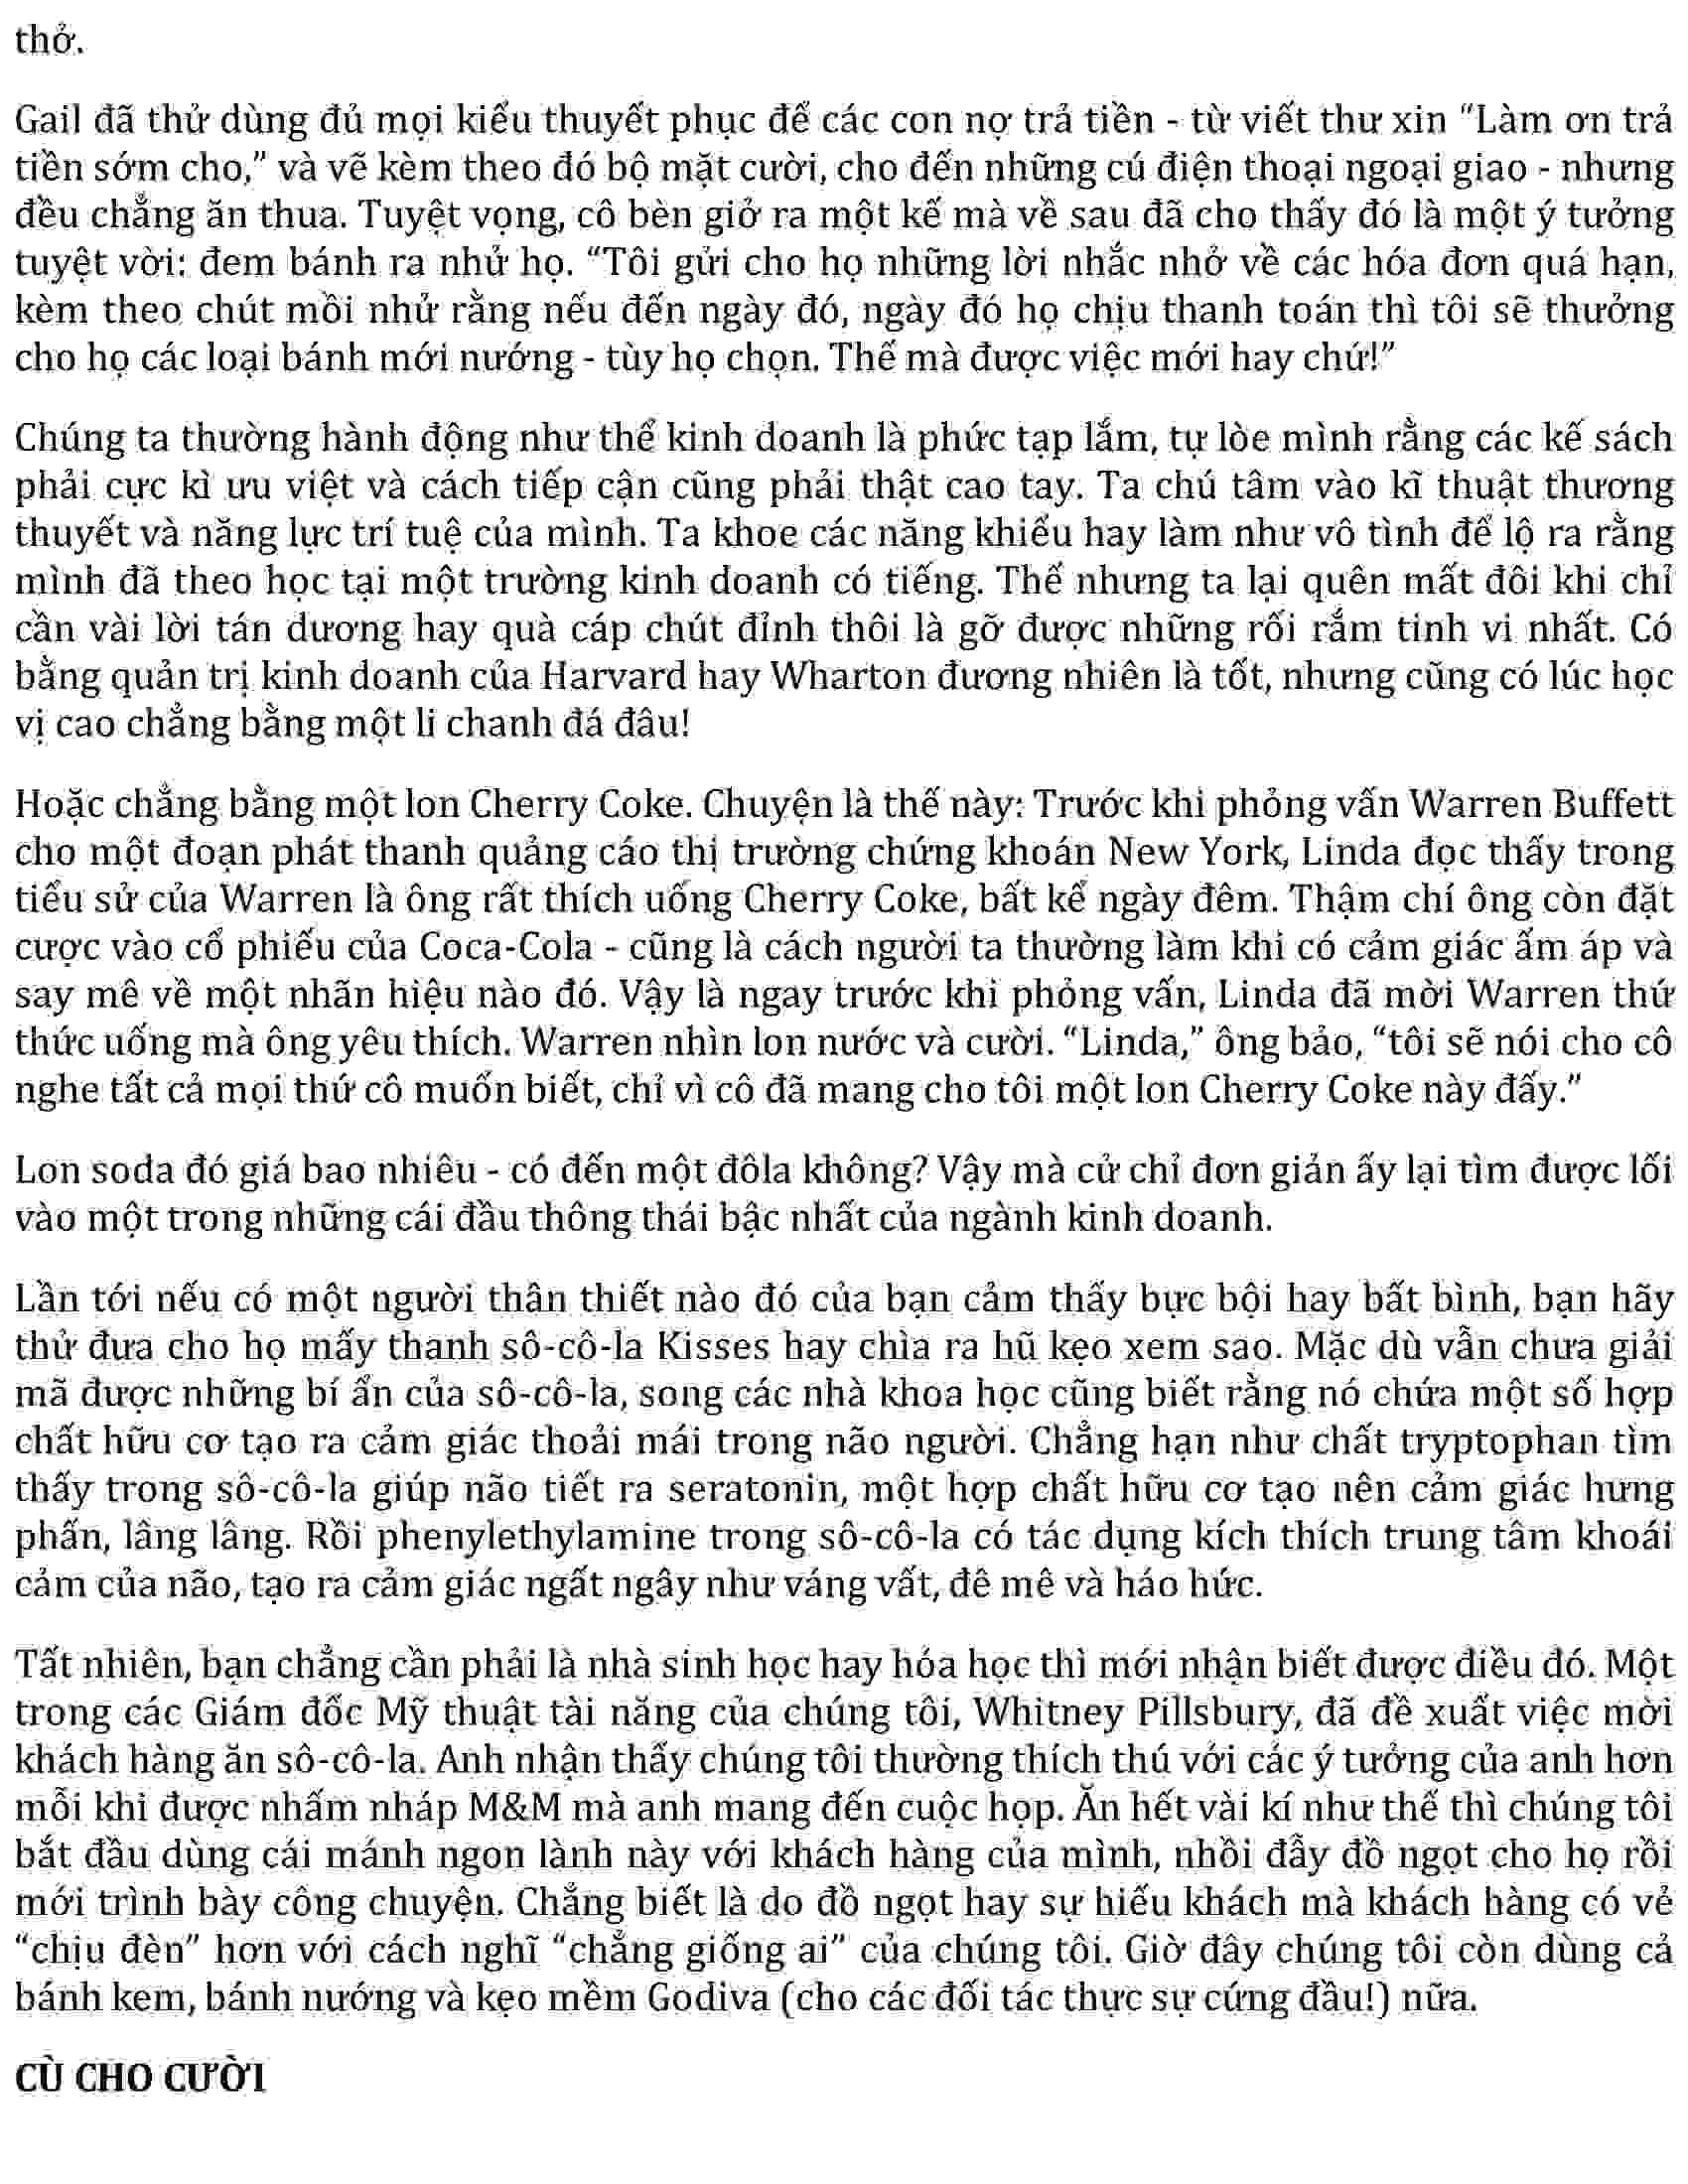 thở.
Gail đã thử dùng đủ mọi kiểu thuyết phục để các con nợ trả tiền - từ viết thư xin “Làm ơn trả
tiền sớm cho,” và vẽ kèm theo đó bộ mặt cười, cho đến những cú điện thoại ngoại giao - nhưng
đều chẳng ăn thua. Tuyệt vọng, cô bèn giở ra một kế mà về sau đã cho thấy đó là một ý tưởng
tuyệt vời: đem bánh ra nhử họ. “Tôi gửi cho họ những lời nhắc nhở về các hóa đơn quá hạn,
kèm theo chút mồi nhử rằng nếu đến ngày đó, ngày đó họ chịu thanh toán thì tôi sẽ thưởng
cho họ các loại bánh mới nướng - tùy họ chọn. Thế mà được việc mới hay chứ!”
Chúng ta thường hành động như thể kinh doanh là phức tạp lắm, tự lòe mình rằng các kế sách
phải cực kì ưu việt và cách tiếp cận cũng phải thật cao tay. Ta chú tâm vào kĩ thuật thương
thuyết và năng lực trí tuệ của mình. Ta khoe các năng khiếu hay làm như vô tình để lộ ra rằng
mình đã theo học tại một trường kinh doanh có tiếng. Thế nhưng ta lại quên mất đôi khi chỉ
cần vài lời tán dương hay quà cáp chút đỉnh thôi là gỡ được những rối rắm tinh vi nhất. Có
bằng quản trị kinh doanh của Harvard hay Wharton đương nhiên là tốt, nhưng cũng có lúc học
vị cao chẳng bằng một li chanh đá đâu!
Hoặc chẳng bằng một lon Cherry Coke. Chuyện là thế này: Trước khi phỏng vấn Warren Buffett
cho một đoạn phát thanh quảng cáo thị trường chứng khoán New York, Linda đọc thấy trong
tiểu sử của Warren là ông rất thích uống Cherry Coke, bất kể ngày đêm. Thậm chí ông còn đặt
cược vào cổ phiếu của Coca-Cola - cũng là cách người ta thường làm khi có cảm giác ấm áp và
say mê về một nhãn hiệu nào đó. Vậy là ngay trước khi phỏng vấn, Linda đã mời Warren thứ
thức uống mà ông yêu thích. Warren nhìn lon nước và cười. “Linda,” ông bảo, “tôi sẽ nói cho cô
nghe tất cả mọi thứ cô muốn biết, chỉ vì cô đã mang cho tôi một lon Cherry Coke này đấy.”
Lon soda đó giá bao nhiêu - có đến một đôla không? Vậy mà cử chỉ đơn giản ấy lại tìm được lối
vào một trong những cái đầu thông thái bậc nhất của ngành kinh doanh.
Lần tới nếu có một người thân thiết nào đó của bạn cảm thấy bực bội hay bất bình, bạn hãy
thử đưa cho họ mấy thanh sô-cô-la Kisses hay chìa ra hũ kẹo xem sao. Mặc dù vẫn chưa giải
mã được những bí ẩn của sô-cô-la, song các nhà khoa học cũng biết rằng nó chứa một số hợp
chất hữu cơ tạo ra cảm giác thoải mái trong não người. Chẳng hạn như chất tryptophan tìm
thấy trong sô-cô-la giúp não tiết ra seratonin, một hợp chất hữu cơ tạo nên cảm giác hưng
phấn, lâng lâng. Rồi phenylethylamine trong sô-cô-la có tác dụng kích thích trung tâm khoái
cảm của não, tạo ra cảm giác ngất ngây như váng vất, đê mê và háo hức.
Tất nhiên, bạn chẳng cần phải là nhà sinh học hay hóa học thì mới nhận biết được điều đó. Một
trong các Giám đốc Mỹ thuật tài năng của chúng tôi, Whitney Pillsbury, đã đề xuất việc mời
khách hàng ăn sô-cô-la. Anh nhận thấy chúng tôi thường thích thú với các ý tưởng của anh hơn
mỗi khi được nhấm nháp M&M mà anh mang đến cuộc họp. Ăn hết vài kí như thế thì chúng tôi
bắt đầu dùng cái mánh ngon lành này với khách hàng của mình, nhồi đẫy đồ ngọt cho họ rồi
mới trình bày công chuyện. Chẳng biết là do đồ ngọt hay sự hiếu khách mà khách hàng có vẻ
“chịu đèn” hơn với cách nghĩ “chẳng giống ai” của chúng tôi. Giờ đây chúng tôi còn dùng cả
bánh kem, bánh nướng và kẹo mềm Godiva (cho các đối tác thực sự cứng đầu!) nữa.
CÙ CHO CƯỜI